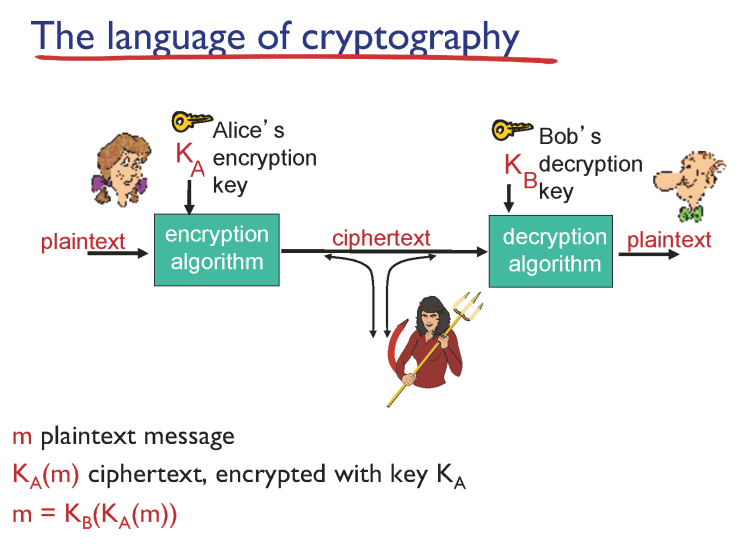 The language of cryptography
Alice's
K_A encryption
key
Bob's
K_B decryption
key
plaintext
encryption
algorithm
ciphertext
decryption
algorithm
plaintext
m plaintext message
K_A(m) ciphertext, encrypted with key K_A
m = K_B(K_A(m))